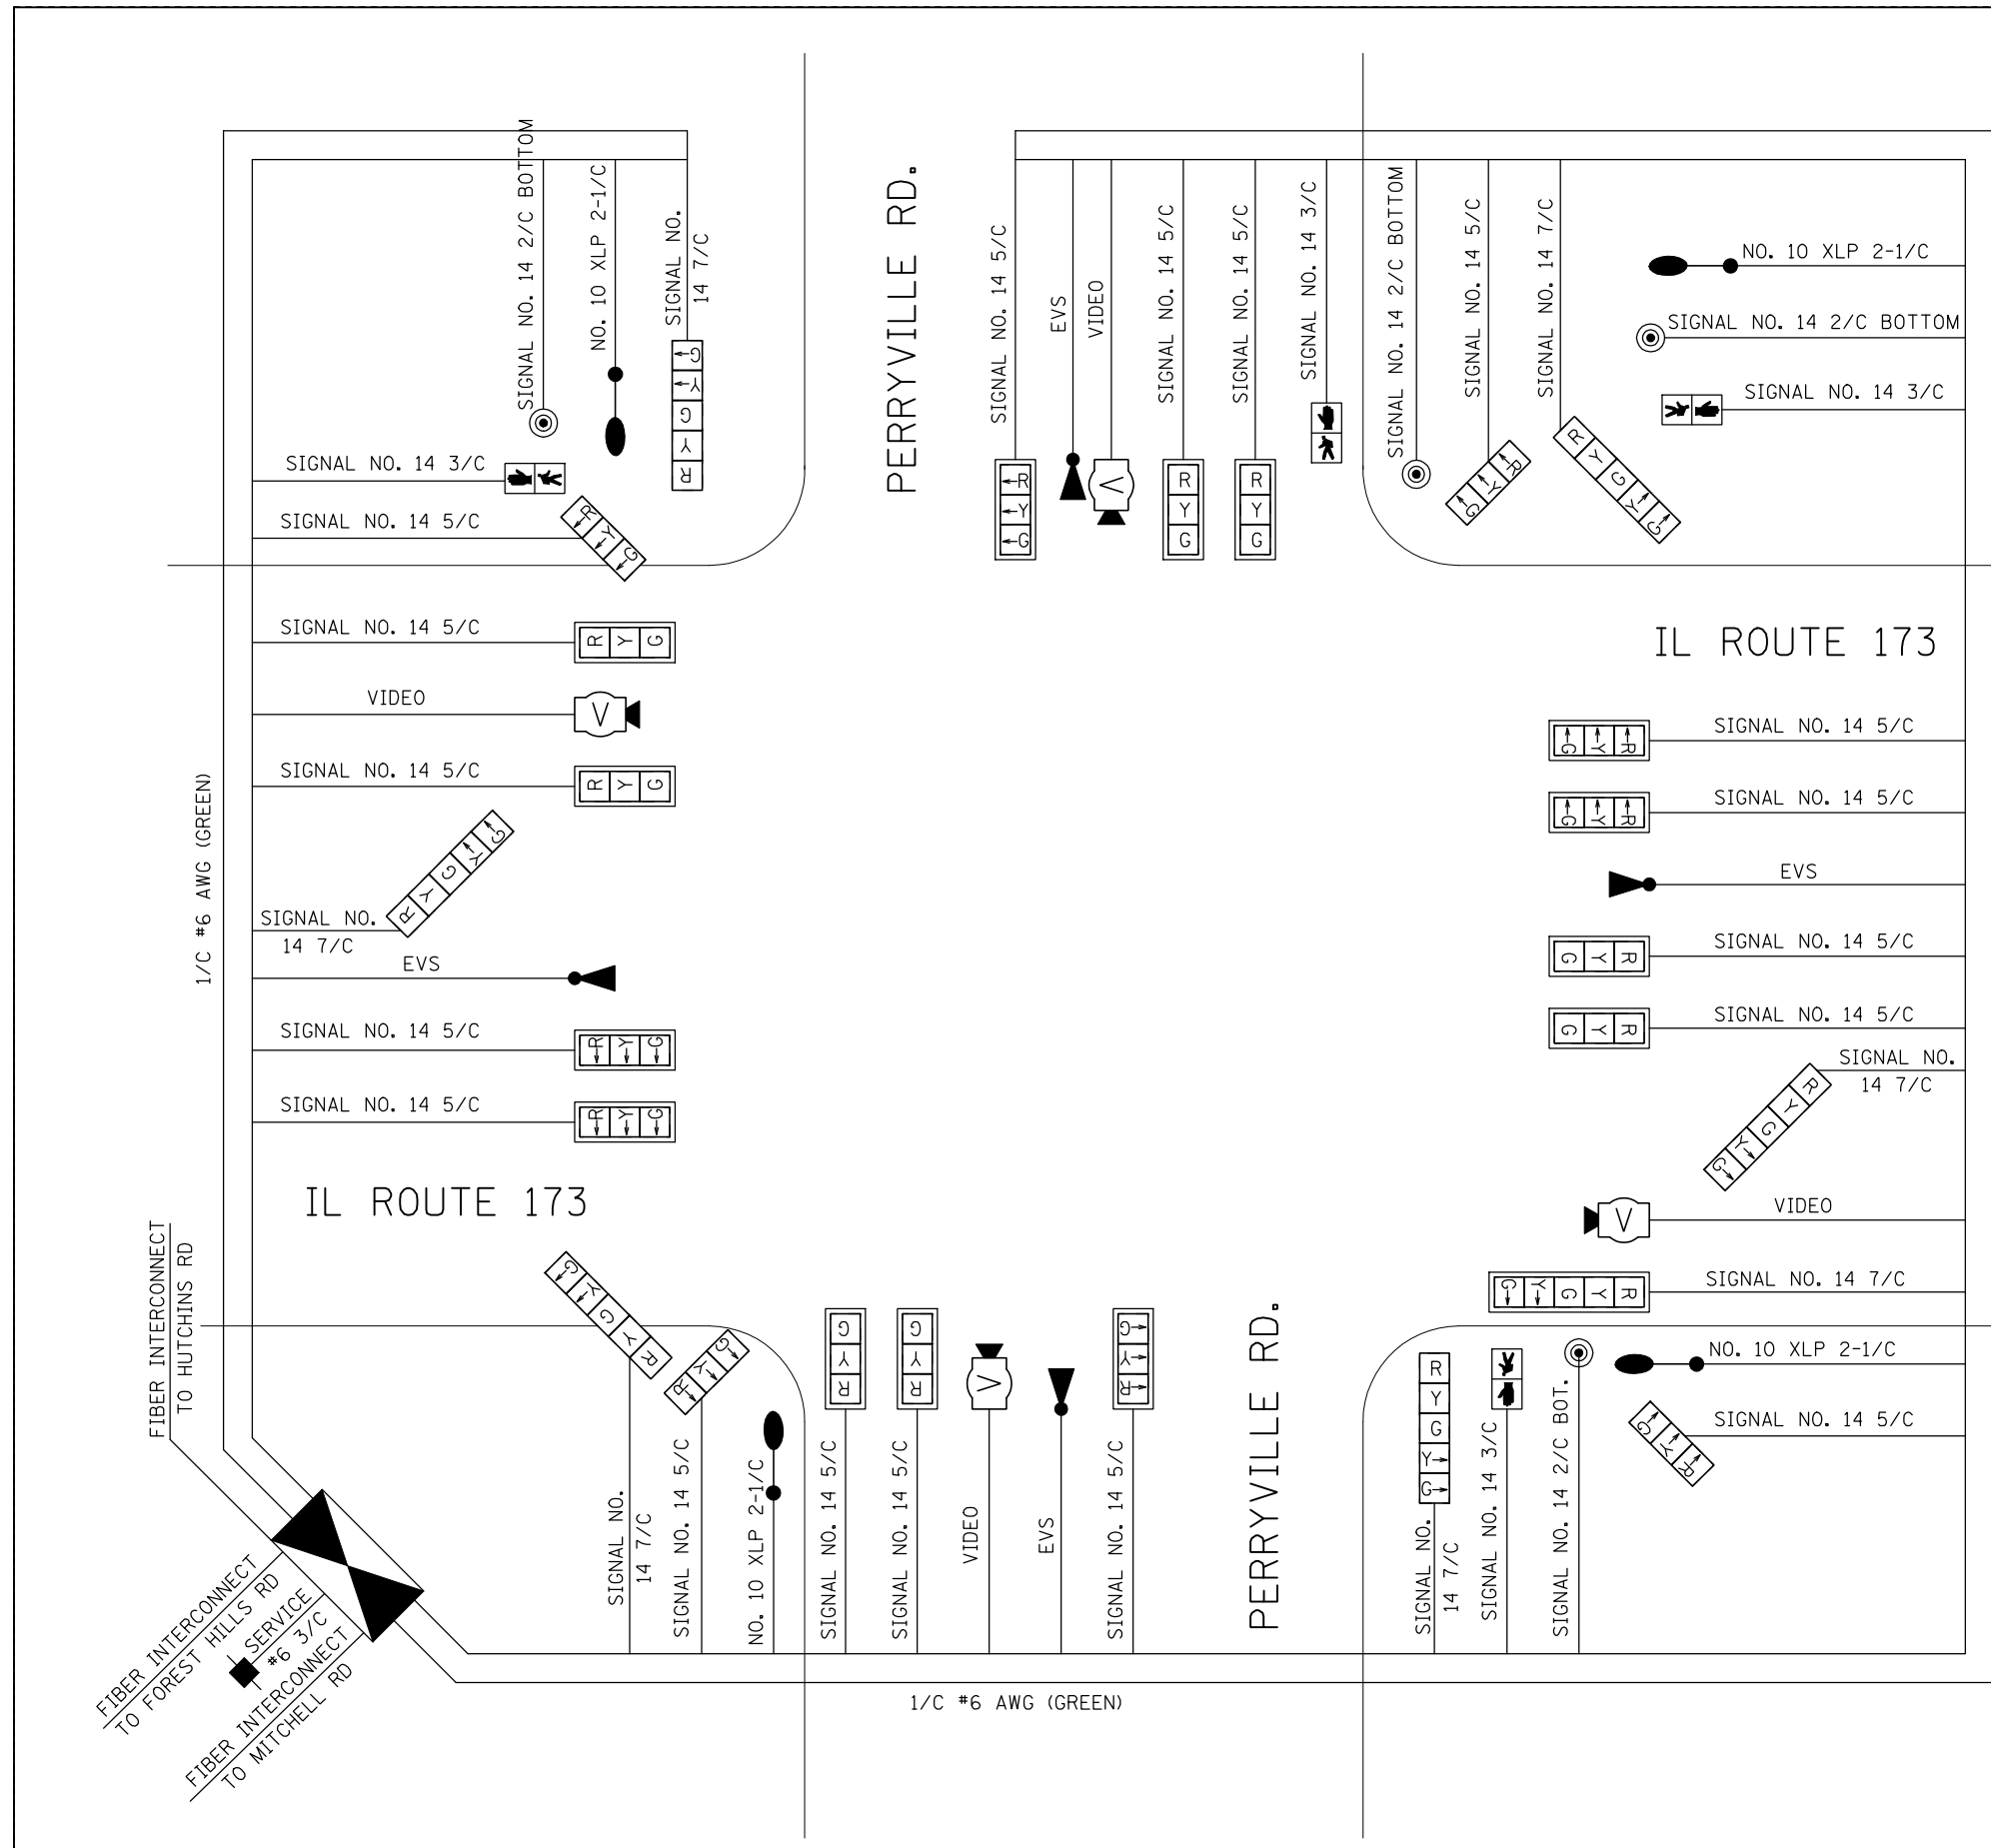 SIGNAL NO. 14 2/C BOTTOM
NO. 10 XLP 2-1/C
SIGNAL NO.
14 7/C
G
Y
G
Y
R
SIGNAL NO. 14 3/C
SIGNAL NO. 14 5/C
R Y G
PERRYVILLE RD.
SIGNAL NO. 14 5/C
EVS
VIDEO
SIGNAL NO. 14 5/C
SIGNAL NO. 14 5/C
SIGNAL NO. 14 3/C
SIGNAL NO. 14 2/C BOTTOM
SIGNAL NO. 14 5/C
SIGNAL NO. 14 7/C
R
Y
G
V
R
Y
G
R
Y
G
R Y G
R Y G Y G
NO. 10 XLP 2-1/C
SIGNAL NO. 14 2/C BOTTOM
SIGNAL NO. 14 3/C
IL ROUTE 173
SIGNAL NO. 14 5/C
R Y G
VIDEO
V
SIGNAL NO. 14 5/C
R Y G
1/C #6 AWG (GREEN)
R Y G Y G
SIGNAL NO.
14 7/C
EVS
SIGNAL NO. 14 5/C
R Y G
SIGNAL NO. 14 5/C
R Y G
IL ROUTE 173
G Y R
SIGNAL NO. 14 5/C
G Y R
SIGNAL NO. 14 5/C
EVS
G Y R
SIGNAL NO. 14 5/C
G Y R
SIGNAL NO. 14 5/C
SIGNAL NO.
14 7/C
R Y G Y G
VIDEO
V
SIGNAL NO. 14 7/C
G Y G Y R
NO. 10 XLP 2-1/C
SIGNAL NO. 14 5/C
G Y R
FIBER INTERCONNECT
TO HUTCHINS RD
G Y G Y R
G Y R
SIGNAL NO.
14 7/C
SIGNAL NO. 14 5/C
NO. 10 XLP 2-1/C
G
Y
R
SIGNAL NO. 14 5/C
G
Y
R
SIGNAL NO. 14 5/C
V
VIDEO
EVS
G
Y
R
SIGNAL NO. 14 5/C
PERRYVILLE RD.
R
Y
G
Y
G
SIGNAL NO.
14 7/C
SIGNAL NO. 14 3/C
SIGNAL NO. 14 2/C BOT.
FIBER INTERCONNECT
TO FOREST HILLS RD
SERVICE
#6 3/C
FIBER INTERCONNECT
TO MITCHELL RD
1/C #6 AWG (GREEN)